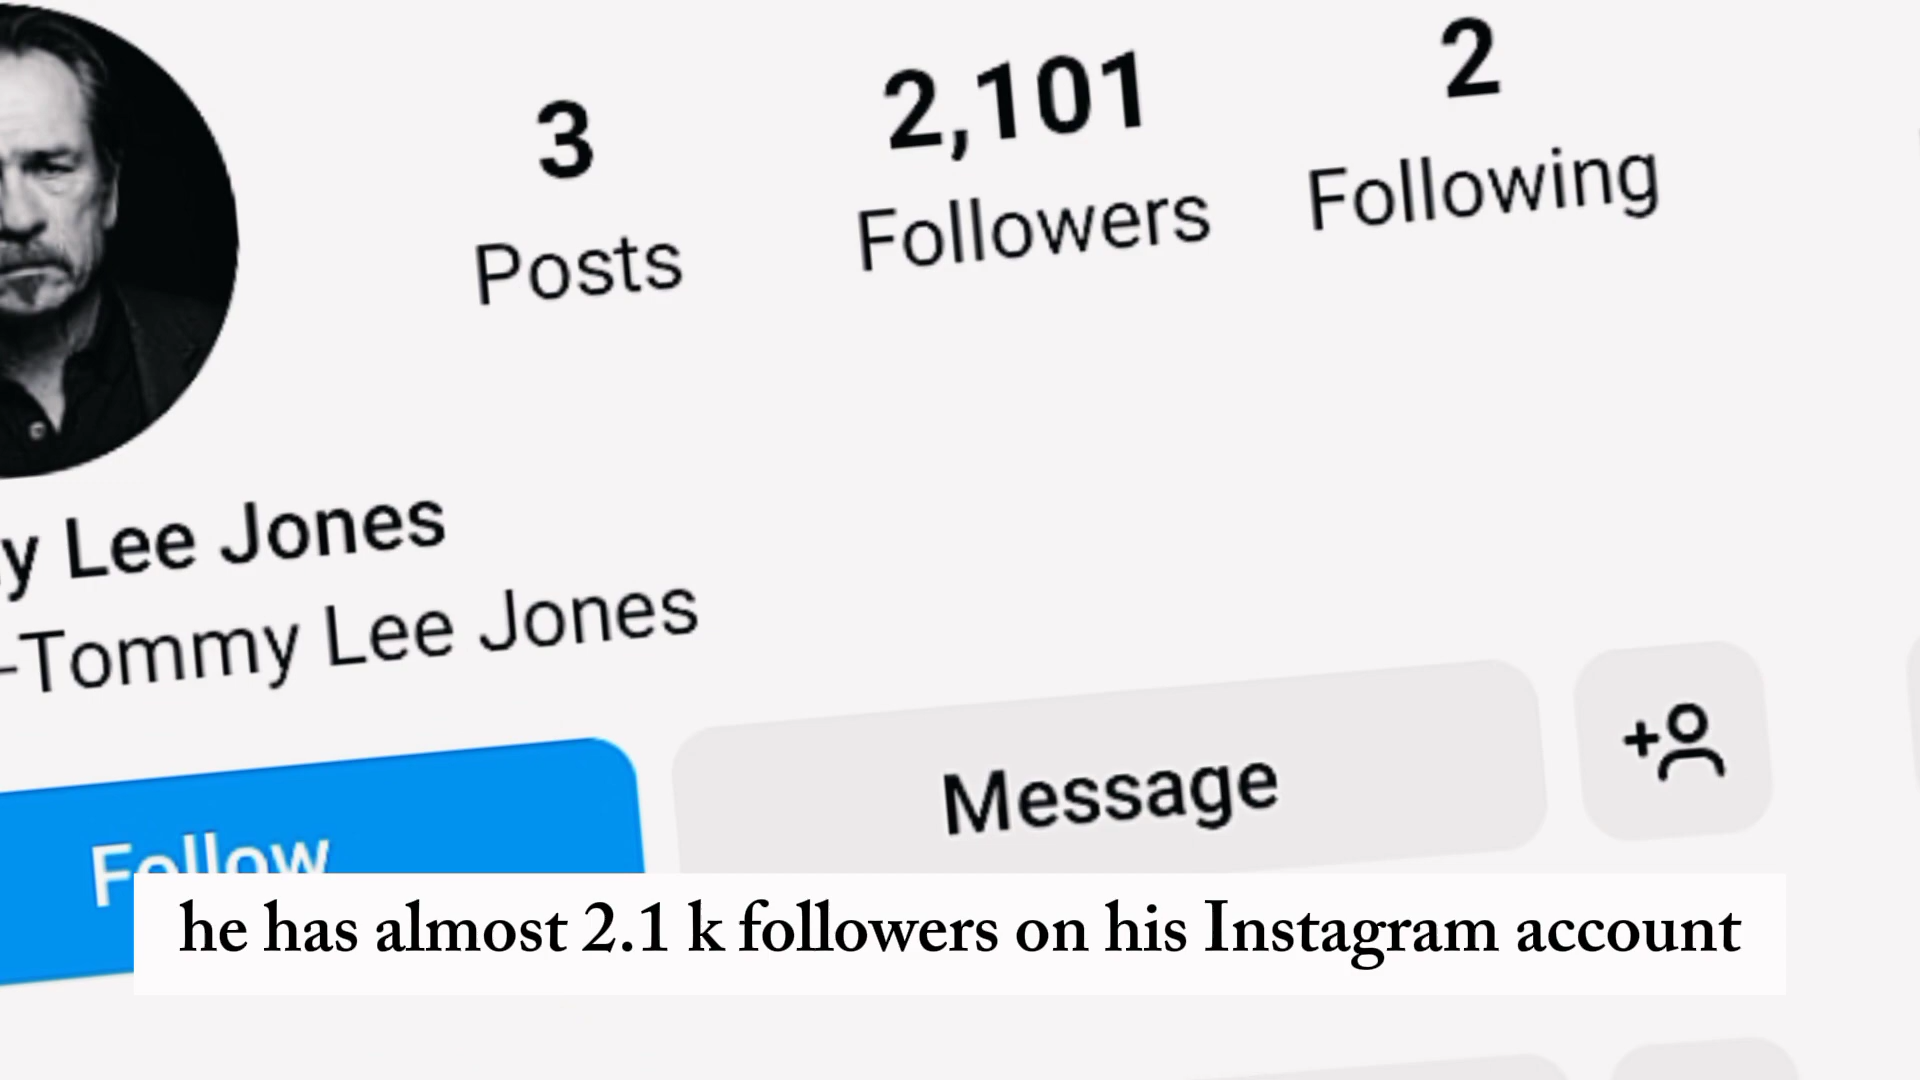 3
2,101
2
Posts
Followers
Following
y Lee Jones
-Tommy Lee Jones
Follow
Message
he has almost 2.1 k followers on his Instagram account